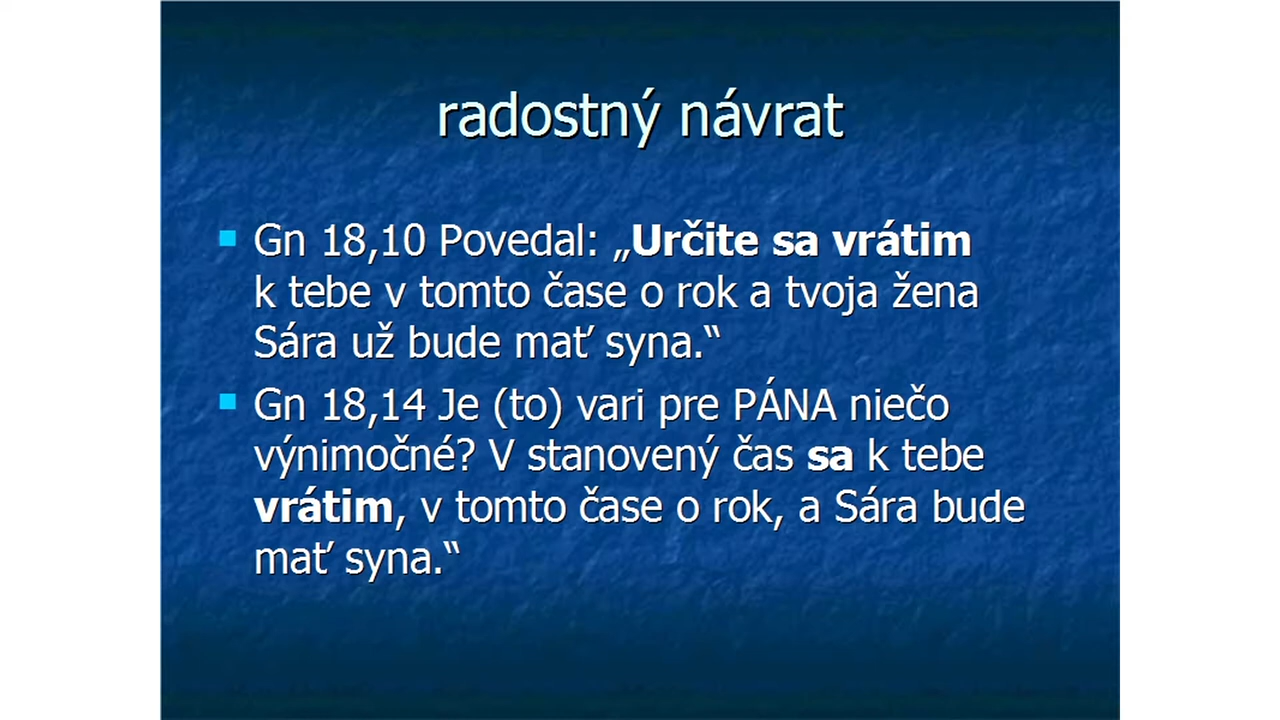 radostný návrat
Gn 18,10 Povedal: „Určite sa vrátim
k tebe v tomto čase o rok a tvoja žena
Sára už bude mať syna.“
Gn 18,14 Je (to) vari pre PÁNA niečo
výnimočné? V stanovený čas sa k tebe
vrátim, v tomto čase o rok, a Sára bude
mať syna.“